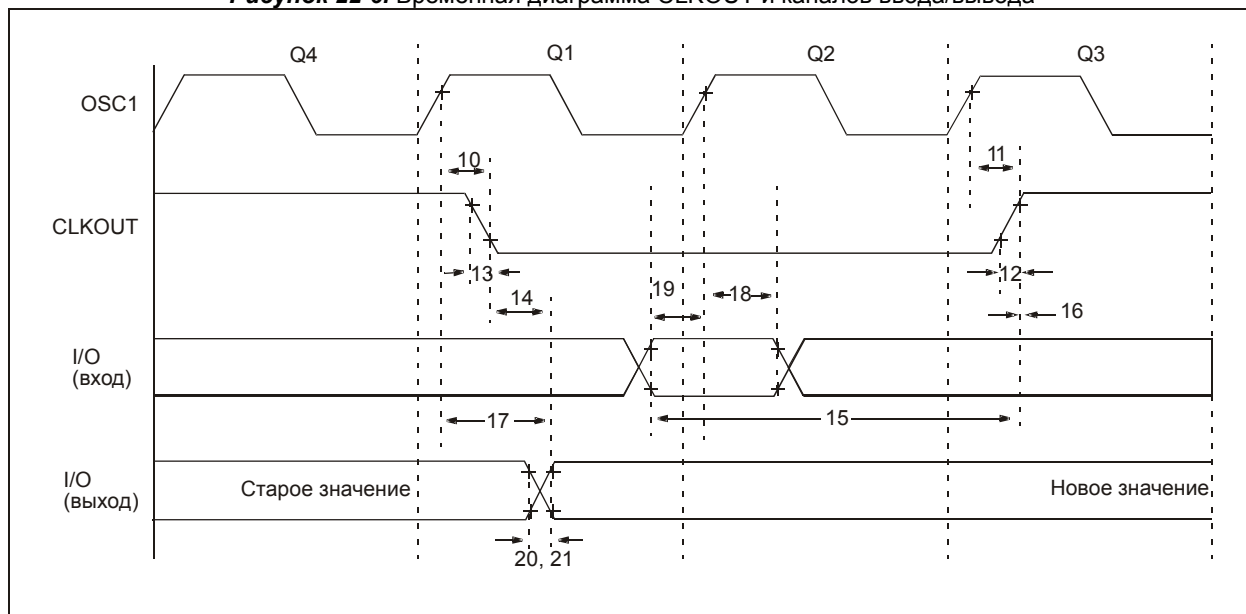 Рисунок 22-6. Временная диаграмма CLKOUT и каналов ввода/вывода
Q4 Q1 Q2 Q3
OSC1
10 11
CLKOUT
13 12
14 19 18 16
I/O
(вход)
17 15
I/O
(выход)
Старое значение Новое значение
20, 21